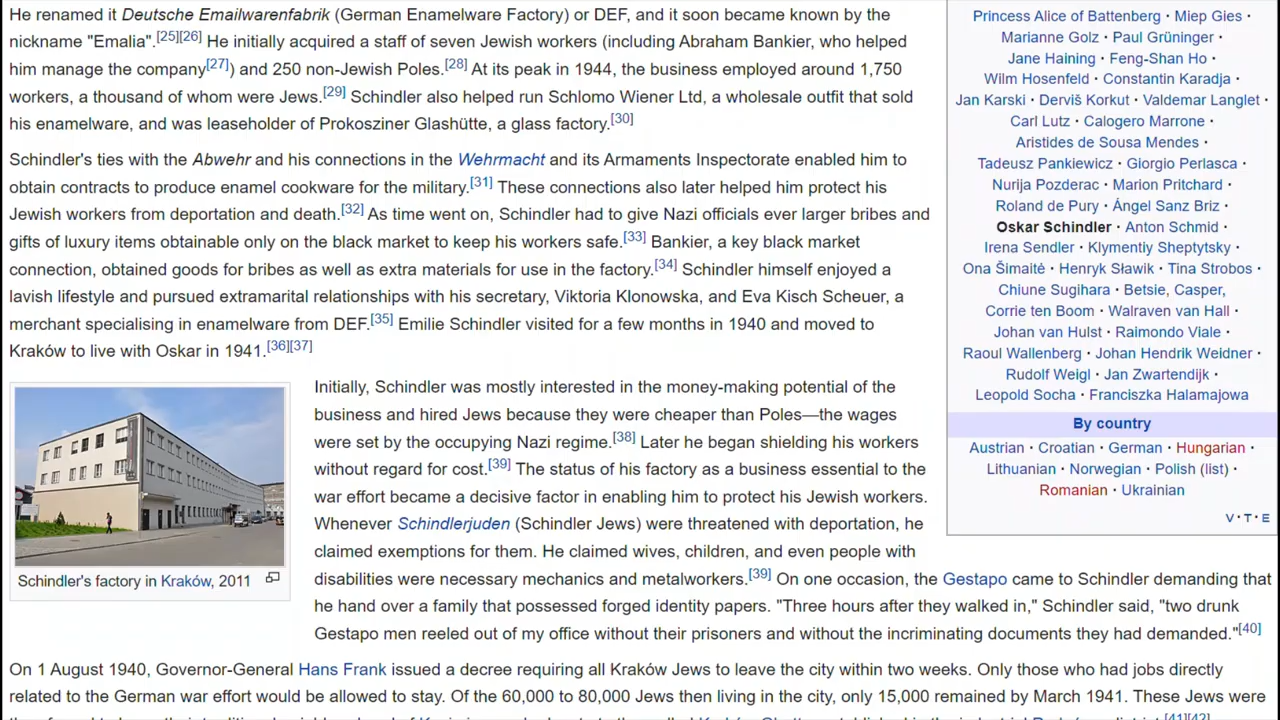 He renamed it Deutsche Emailwarenfabrik (German Enamelware Factory) or DEF, and it soon became known by the
nickname "Emalia".[25][26] He initially acquired a staff of seven Jewish workers (including Abraham Bankier, who helped
him manage the company[27]) and 250 non-Jewish Poles.[28] At its peak in 1944, the business employed around 1,750
workers, a thousand of whom were Jews.[29] Schindler also helped run Schlomo Wiener Ltd, a wholesale outfit that sold
his enamelware, and was leaseholder of Prokosziner Glashütte, a glass factory.[30]
Schindler's ties with the Abwehr and his connections in the Wehrmacht and its Armaments Inspectorate enabled him to
obtain contracts to produce enamel cookware for the military.[31] These connections also later helped him protect his
Jewish workers from deportation and death.[32] As time went on, Schindler had to give Nazi officials ever larger bribes and
gifts of luxury items obtainable only on the black market to keep his workers safe.[33] Bankier, a key black market
connection, obtained goods for bribes as well as extra materials for use in the factory.[34] Schindler himself enjoyed a
lavish lifestyle and pursued extramarital relationships with his secretary, Viktoria Klonowska, and Eva Kisch Scheuer, a
merchant specialising in enamelware from DEF.[35] Emilie Schindler visited for a few months in 1940 and moved to
Kraków to live with Oskar in 1941.[36][37]
Schindler's factory in Kraków, 2011
Initially, Schindler was mostly interested in the money-making potential of the
business and hired Jews because they were cheaper than Poles—the wages
were set by the occupying Nazi regime.[38] Later he began shielding his workers
without regard for cost.[39] The status of his factory as a business essential to the
war effort became a decisive factor in enabling him to protect his Jewish workers.
Whenever Schindlerjuden (Schindler Jews) were threatened with deportation, he
claimed exemptions for them. He claimed wives, children, and even people with
disabilities were necessary mechanics and metalworkers.[39] On one occasion, the Gestapo came to Schindler demanding that
he hand over a family that possessed forged identity papers. "Three hours after they walked in," Schindler said, "two drunk
Gestapo men reeled out of my office without their prisoners and without the incriminating documents they had demanded."[40]
On 1 August 1940, Governor-General Hans Frank issued a decree requiring all Kraków Jews to leave the city within two weeks. Only those who had jobs directly
related to the German war effort would be allowed to stay. Of the 60,000 to 80,000 Jews then living in the city, only 15,000 remained by March 1941. These Jews were
Princess Alice of Battenberg · Miep Gies ·
Marianne Golz · Paul Grüninger ·
Jane Haining · Feng-Shan Ho ·
Wilm Hosenfeld · Constantin Karadja ·
Jan Karski · Derviš Korkut · Valdemar Langlet ·
Carl Lutz · Calogero Marrone ·
Aristides de Sousa Mendes ·
Tadeusz Pankiewicz · Giorgio Perlasca ·
Nurija Pozderac · Marion Pritchard ·
Roland de Pury · Ángel Sanz Briz ·
Oskar Schindler · Anton Schmid ·
Irena Sendler · Klymentiy Sheptytsky ·
Ona Šimaitė · Henryk Sławik · Tina Strobos ·
Chiune Sugihara · Betsie, Casper,
Corrie ten Boom · Walraven van Hall ·
Johan van Hulst · Raimondo Viale ·
Raoul Wallenberg · Johan Hendrik Weidner ·
Rudolf Weigl · Jan Zwartendijk ·
Leopold Socha · Franciszka Halamajowa
By country
Austrian · Croatian · German · Hungarian ·
Lithuanian · Norwegian · Polish (list) ·
Romanian · Ukrainian
V · T · E